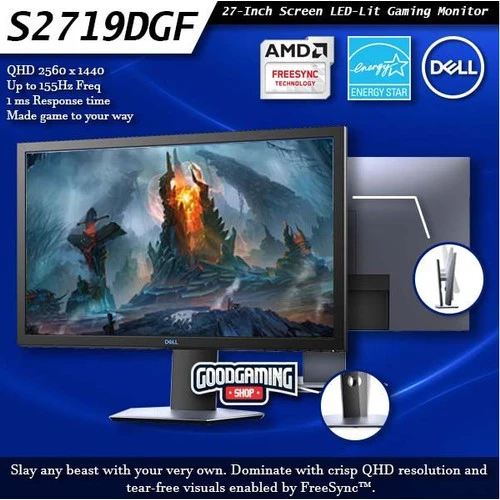 S2719DGF
27-Inch Screen LED-Lit Gaming Monitor
QHD 2560 x 1440
Up to 155Hz Freq
1 ms Response time
Made game to your way
AMD
FREESYNC
TECHNOLOGY
energy
ENERGY STAR
DELL
DELL
GOODGAMING
SHOP
Slay any beast with your very own. Dominate with crisp QHD resolution and
tear-free visuals enabled by FreeSync™.